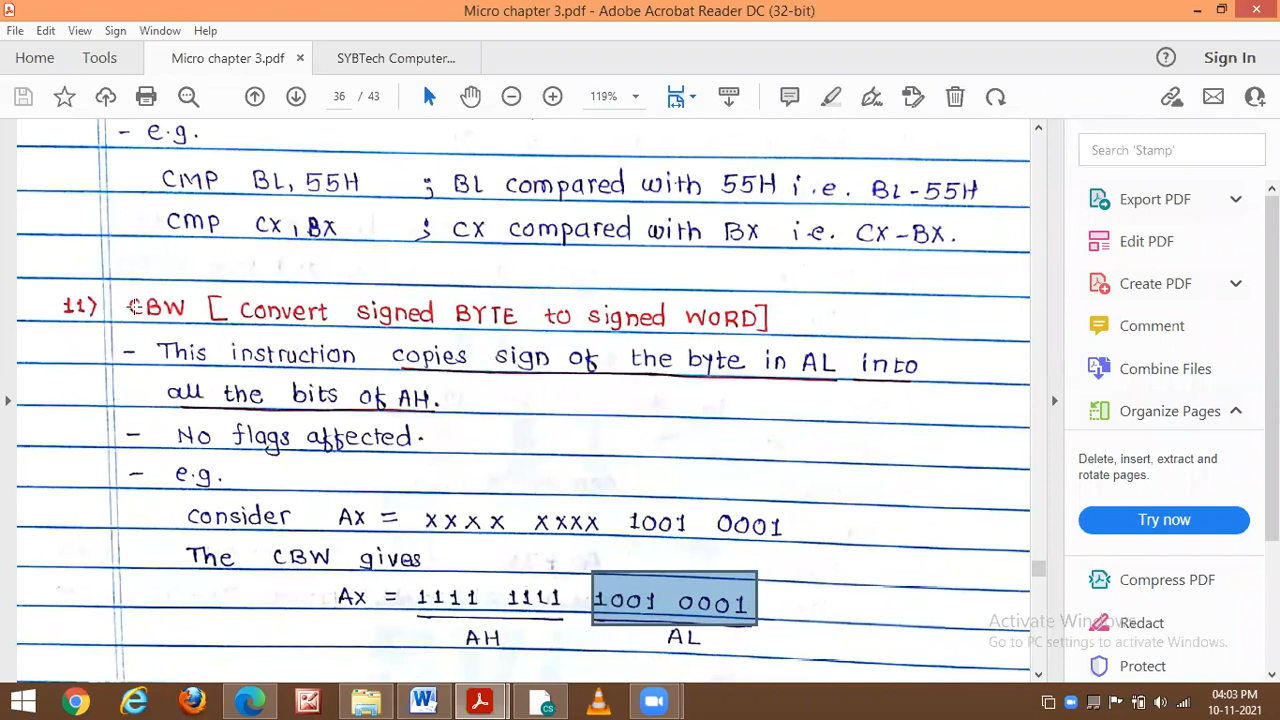 Micro chapter 3.pdf - Adobe Acrobat Reader DC (32-bit)
File Edit View Sign Window Help
Home Tools Micro chapter 3.pdf × SYBTech Computer... Sign In
36 / 43 119%
- e.g.
CMP BL, 55H ; BL compared with 55H i.e. BL-55H
CMP CX, BX ; CX compared with BX i.e. CX-BX.
11) CBW [ Convert signed BYTE to signed WORD]
- This instruction copies sign of the byte in AL into
all the bits of AH.
- No flags affected.
- e.g.
consider AX = XXXX XXXX 1001 0001
The CBW gives
AX = 1111 1111 1001 0001
AH AL
Search 'Stamp'
Export PDF
Edit PDF
Create PDF
Comment
Combine Files
Organize Pages
Delete, insert, extract and
rotate pages.
Try now
Compress PDF
Redact
Protect
Activate Windows
Go to PC settings to activate Windows.
04:03 PM
10-11-2021